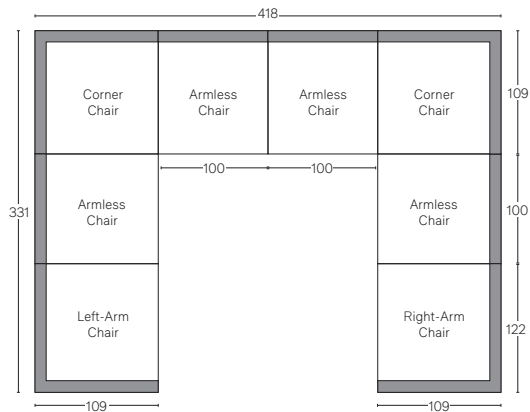 418
Corner
Chair
Armless
Chair
Armless
Chair
Corner
Chair
109
100
100
331
Armless
Chair
Armless
Chair
100
Left-Arm
Chair
Right-Arm
Chair
122
109
109